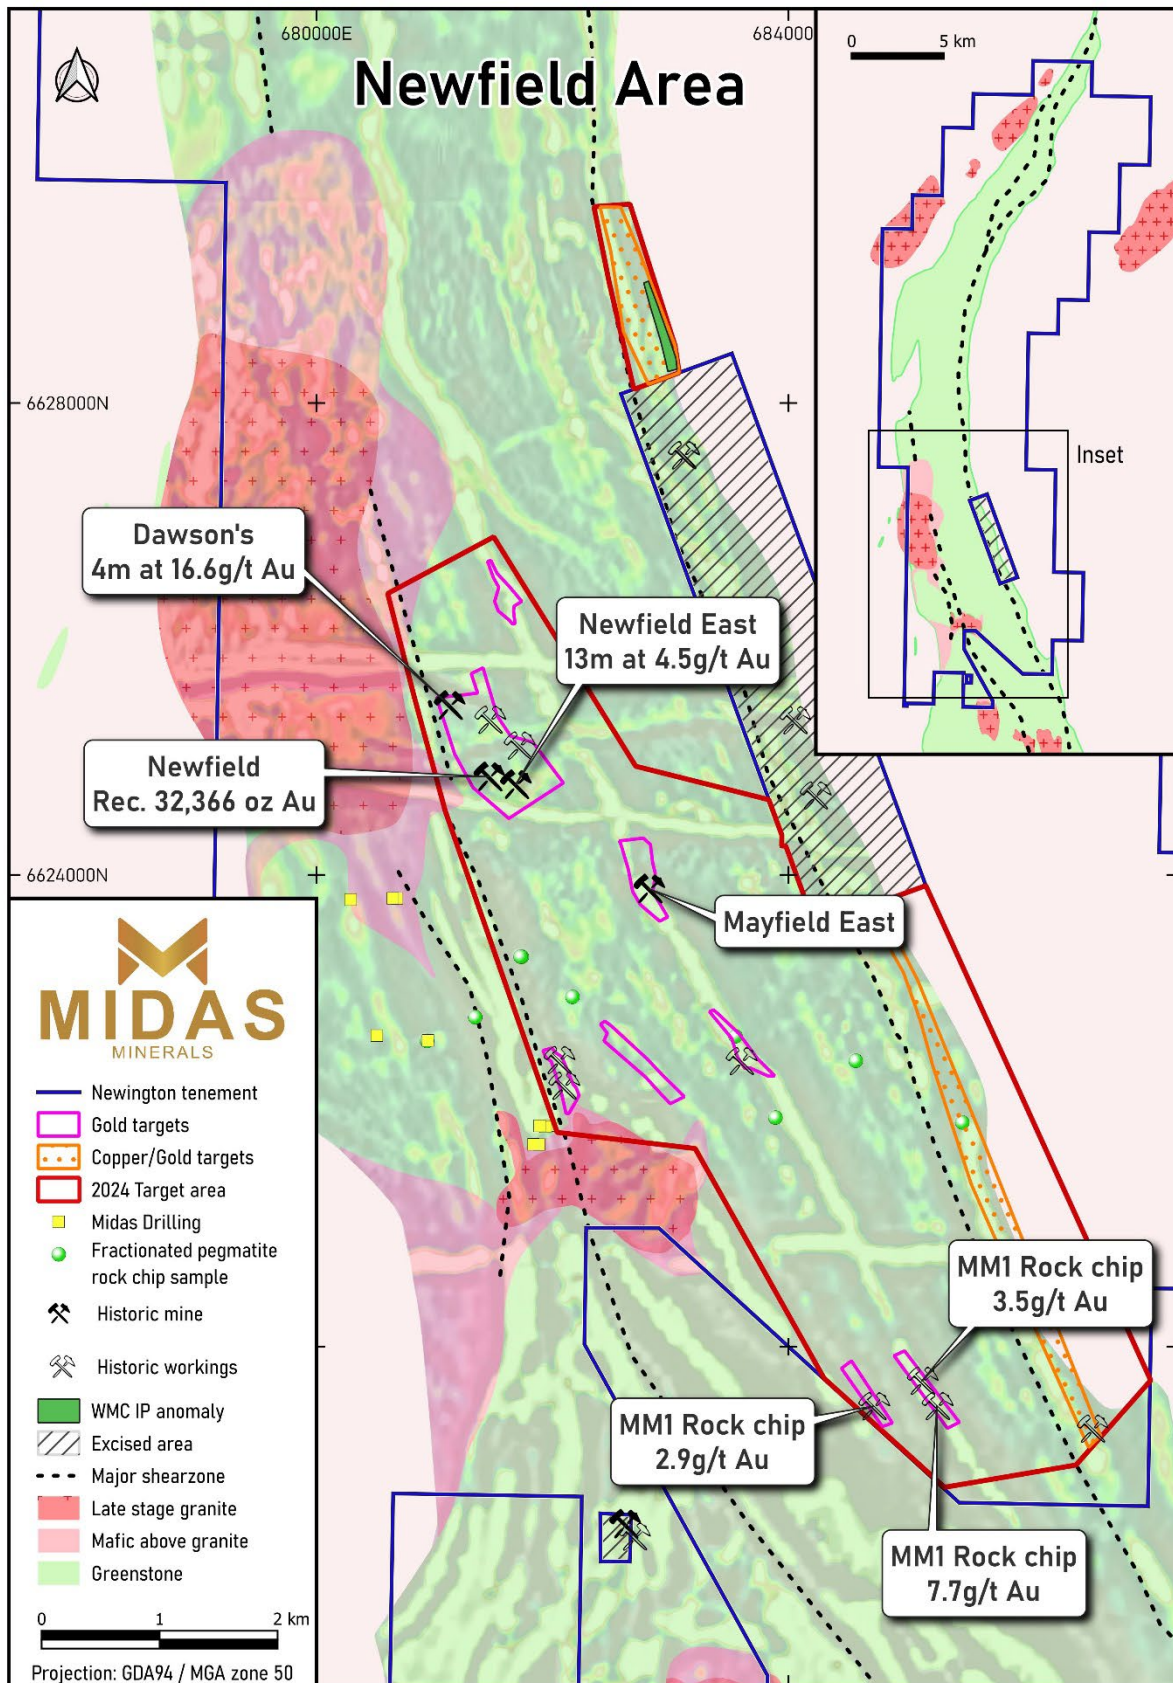 680000E
684000
Newfield Area
0 5 km
Inset
6628000N
Dawson's
4m at 16.6g/t Au
Newfield East
13m at 4.5g/t Au
Newfield
Rec. 32,366 oz Au
6624000N
Mayfield East
MIDAS
MINERALS
Newington tenement
Gold targets
Copper/Gold targets
2024 Target area
Midas Drilling
Fractionated pegmatite
rock chip sample
Historic mine
Historic workings
WMC IP anomaly
Excised area
Major shearzone
Late stage granite
Mafic above granite
Greenstone
0 1 2 km
Projection: GDA94 / MGA zone 50
MM1 Rock chip
3.5g/t Au
MM1 Rock chip
2.9g/t Au
MM1 Rock chip
7.7g/t Au